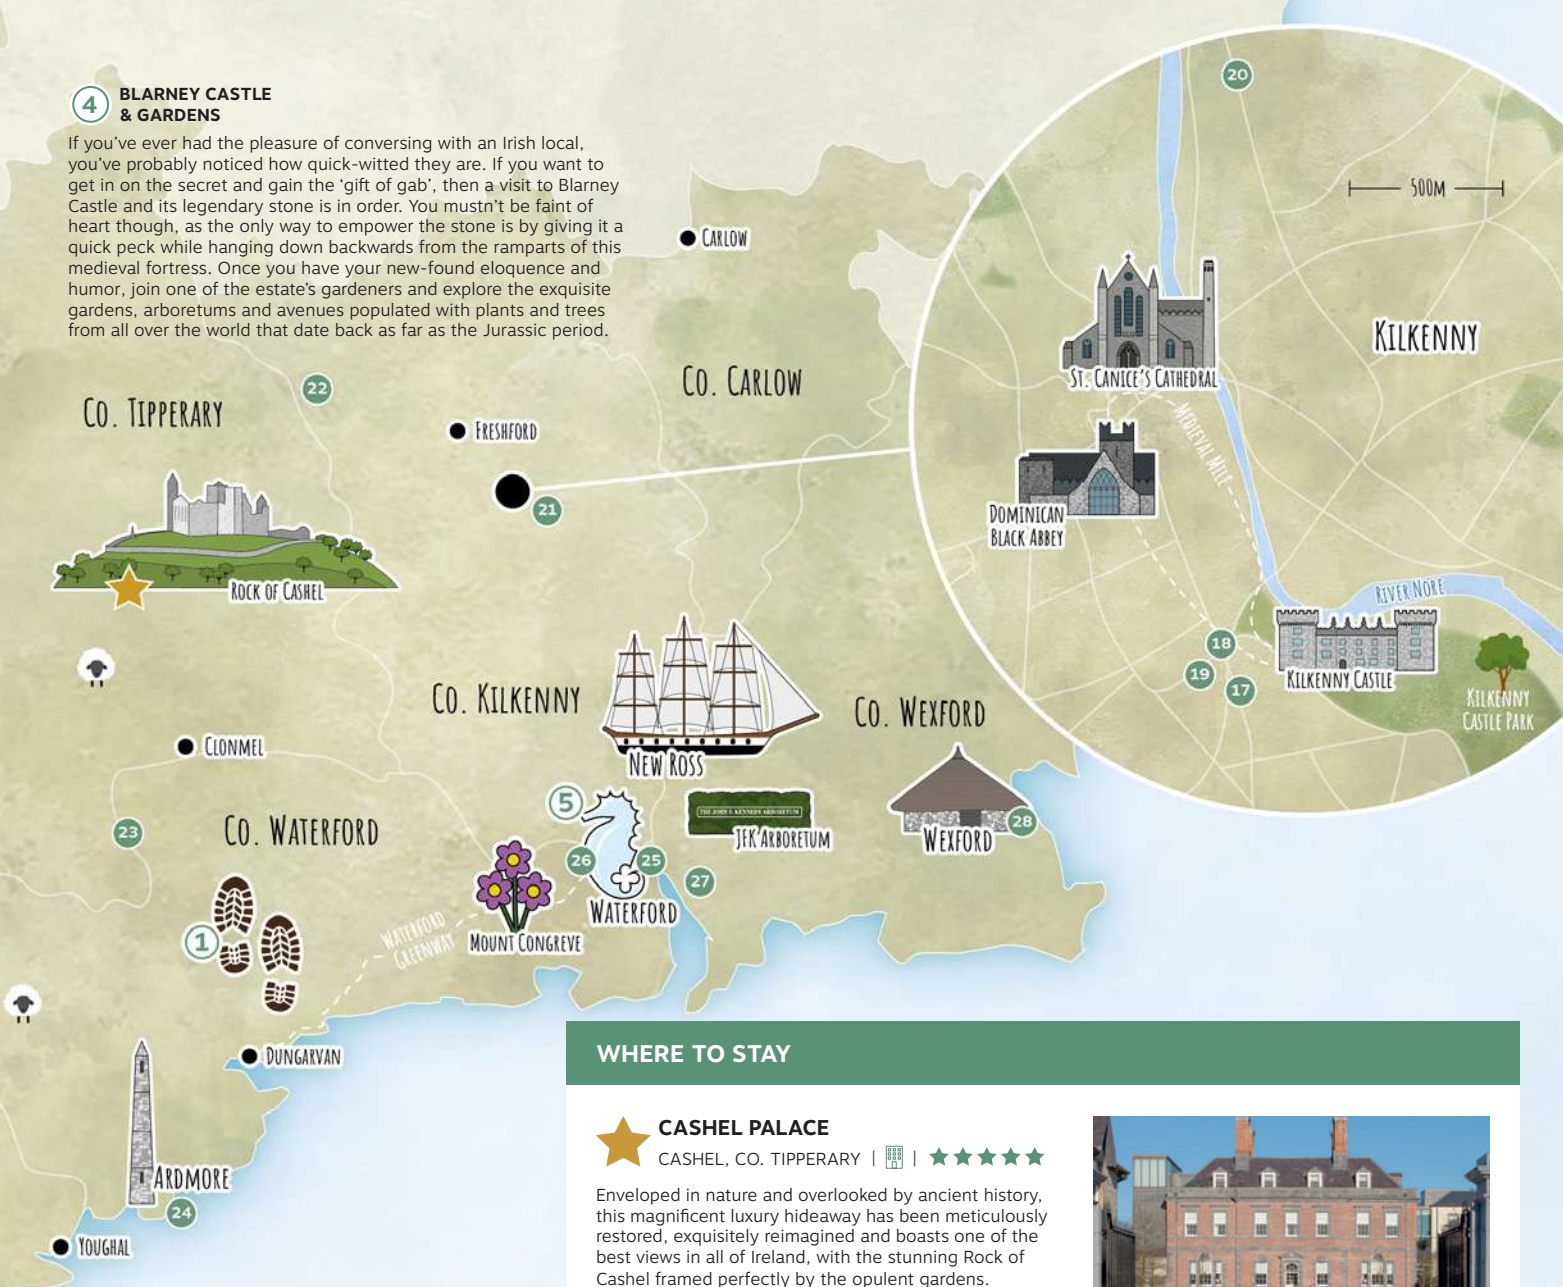 4
BLARNEY CASTLE
& GARDENS
If you've ever had the pleasure of conversing with an Irish local,
you've probably noticed how quick-witted they are. If you want to
get in on the secret and gain the 'gift of gab', then a visit to Blarney
Castle and its legendary stone is in order. You mustn't be faint of
heart though, as the only way to empower the stone is by giving it a
quick peck while hanging down backwards from the ramparts of this
medieval fortress. Once you have your new-found eloquence and
humor, join one of the estate's gardeners and explore the exquisite
gardens, arboretums and avenues populated with plants and trees
from all over the world that date back as far as the Jurassic period.
20
500M
CARLOW
KILKENNY
ST. CANICE'S CATHEDRAL
MEDIEVAL MILE
DOMINICAN
BLACK ABBEY
RIVER NORE
18
19
17
KILKENNY CASTLE
KILKENNY
CASTLE PARK
CO. CARLOW
22
CO. TIPPERARY
FRESHFORD
21
ROCK OF CASHEL
CO. KILKENNY
NEW ROSS
CO. WEXFORD
CLONMEL
5
THE JOHN F. KENNEDY ARBORETUM
JFK ARBORETUM
28
WEXFORD
23
CO. WATERFORD
26
25
27
WATERFORD
1
WATERFORD
GREENWAY
MOUNT CONGREVE
DUNGARVAN
ARDMORE
24
YOUGHAL
WHERE TO STAY
CASHEL PALACE
CASHEL, CO. TIPPERARY | |
Enveloped in nature and overlooked by ancient history,
this magnificent luxury hideaway has been meticulously
restored, exquisitely reimagined and boasts one of the
best views in all of Ireland, with the stunning Rock of
Cashel framed perfectly by the opulent gardens.